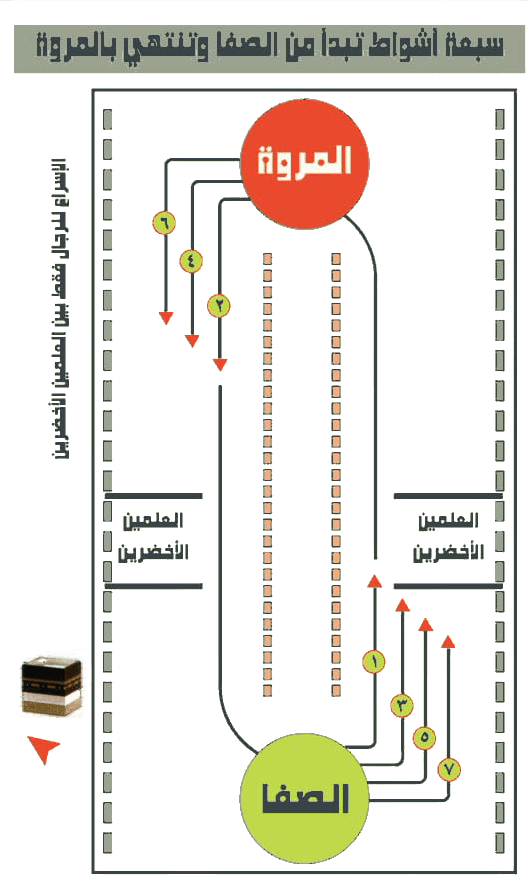 سبعة أشواط تبدأ من الصفا وتنتهي بالمروة
المروة
الإسراع للرجال فقط بين العلمين الأخضرين
٦
٤
٢
العلمين
الأخضرين
العلمين
الأخضرين
١
٣
٥
٧
الصفا